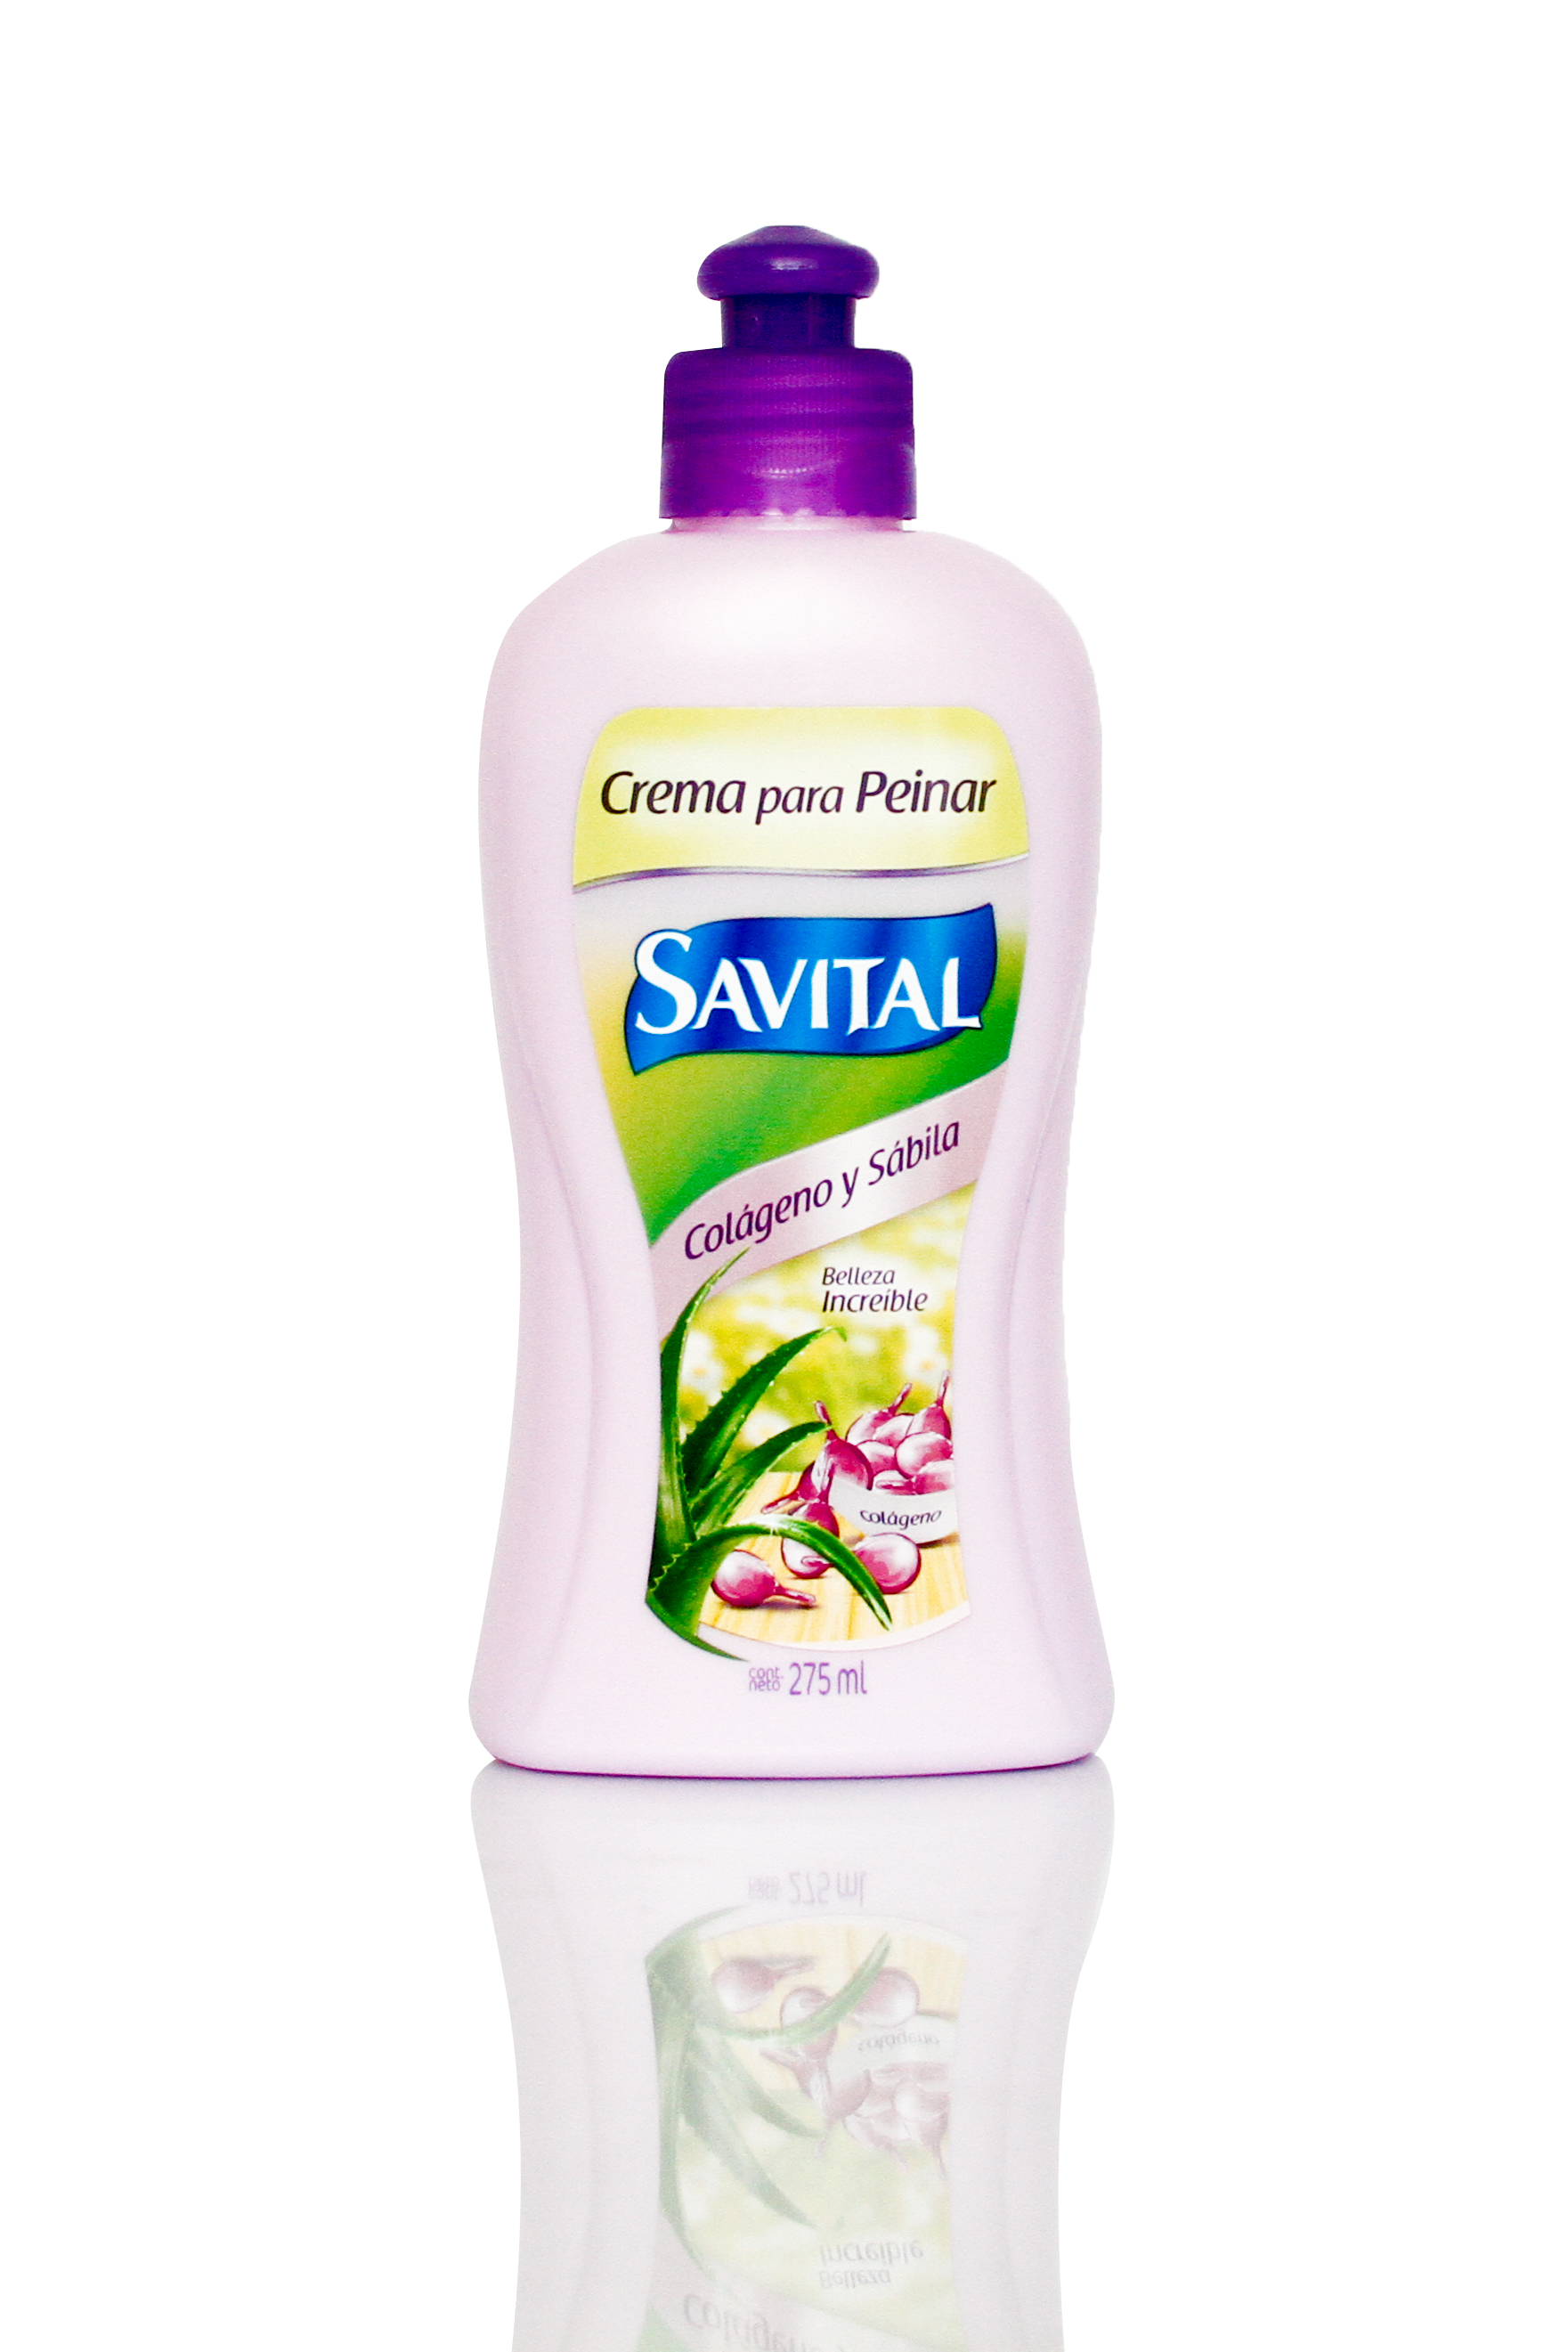 Crema para Peinar
SAVITAL
Colágeno y Sábila
Belleza
Increíble
colágeno
cont.
neto 275 ml